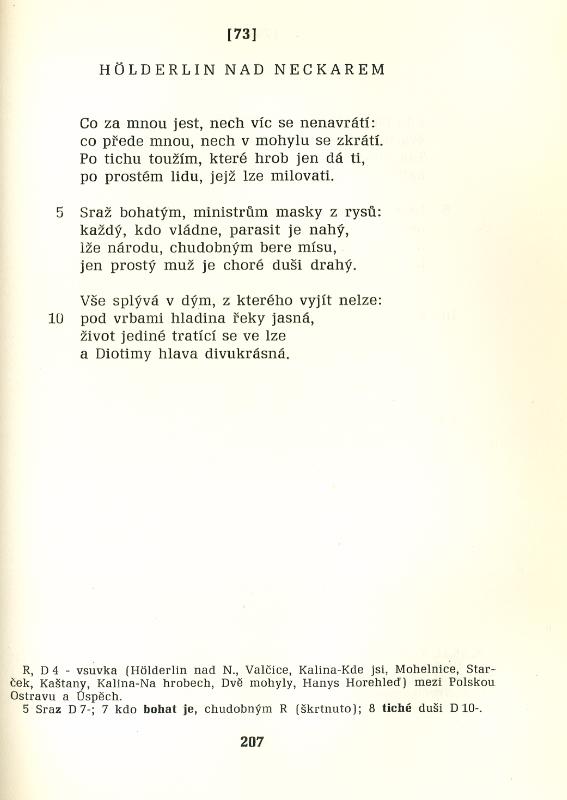 [73]
HÖLDERLIN NAD NECKAREM
Co za mnou jest, nech víc se nenavrátí:
co přede mnou, nech v mohylu se zkrátí.
Po tichu toužím, které hrob jen dá ti,
po prostém lidu, jejž lze milovati.
5 Sraž bohatým, ministrům masky z rysů:
každý, kdo vládne, parasit je nahý,
lže národu, chudobným bere mísu,
jen prostý muž je choré duši drahý.
Vše splývá v dým, z kterého vyjít nelze:
10 pod vrbami hladina řeky jasná,
život jediné tratící se ve lze
a Diotimy hlava divukrásná.
R, D 4 - vsuvka (Hölderlin nad N., Valčice, Kalina-Kde jsi, Mohelnice, Star-
ček, Kaštany, Kalina-Na hrobech, Dvě mohyly, Hanys Horehleď) mezi Polskou
Ostravu a Úspěch.
5 Sraz D 7-; 7 kdo bohat je, chudobným R (škrtnuto); 8 tiché duši D 10-.
207